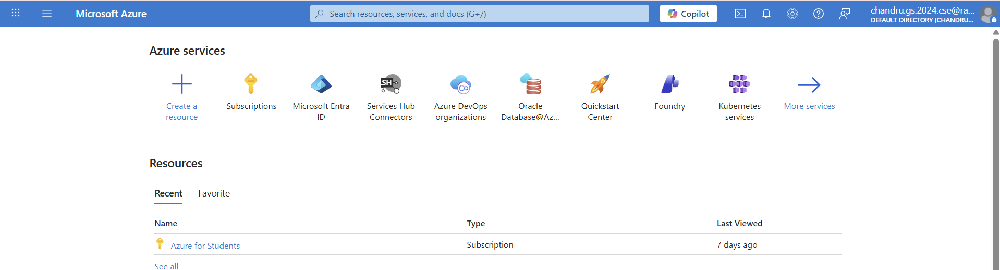 Microsoft Azure
Search resources, services, and docs (G+/)
Copilot
chandru.gs.2024.cse@ra...
DEFAULT DIRECTORY (CHANDRU...
Azure services
Create a
resource
Subscriptions
Microsoft Entra
ID
SH
Services Hub
Connectors
Azure DevOps
organizations
Oracle
Database@Az...
Quickstart
Center
Foundry
Kubernetes
services
More services
Resources
Recent Favorite
Name Type Last Viewed
Azure for Students Subscription 7 days ago
See all